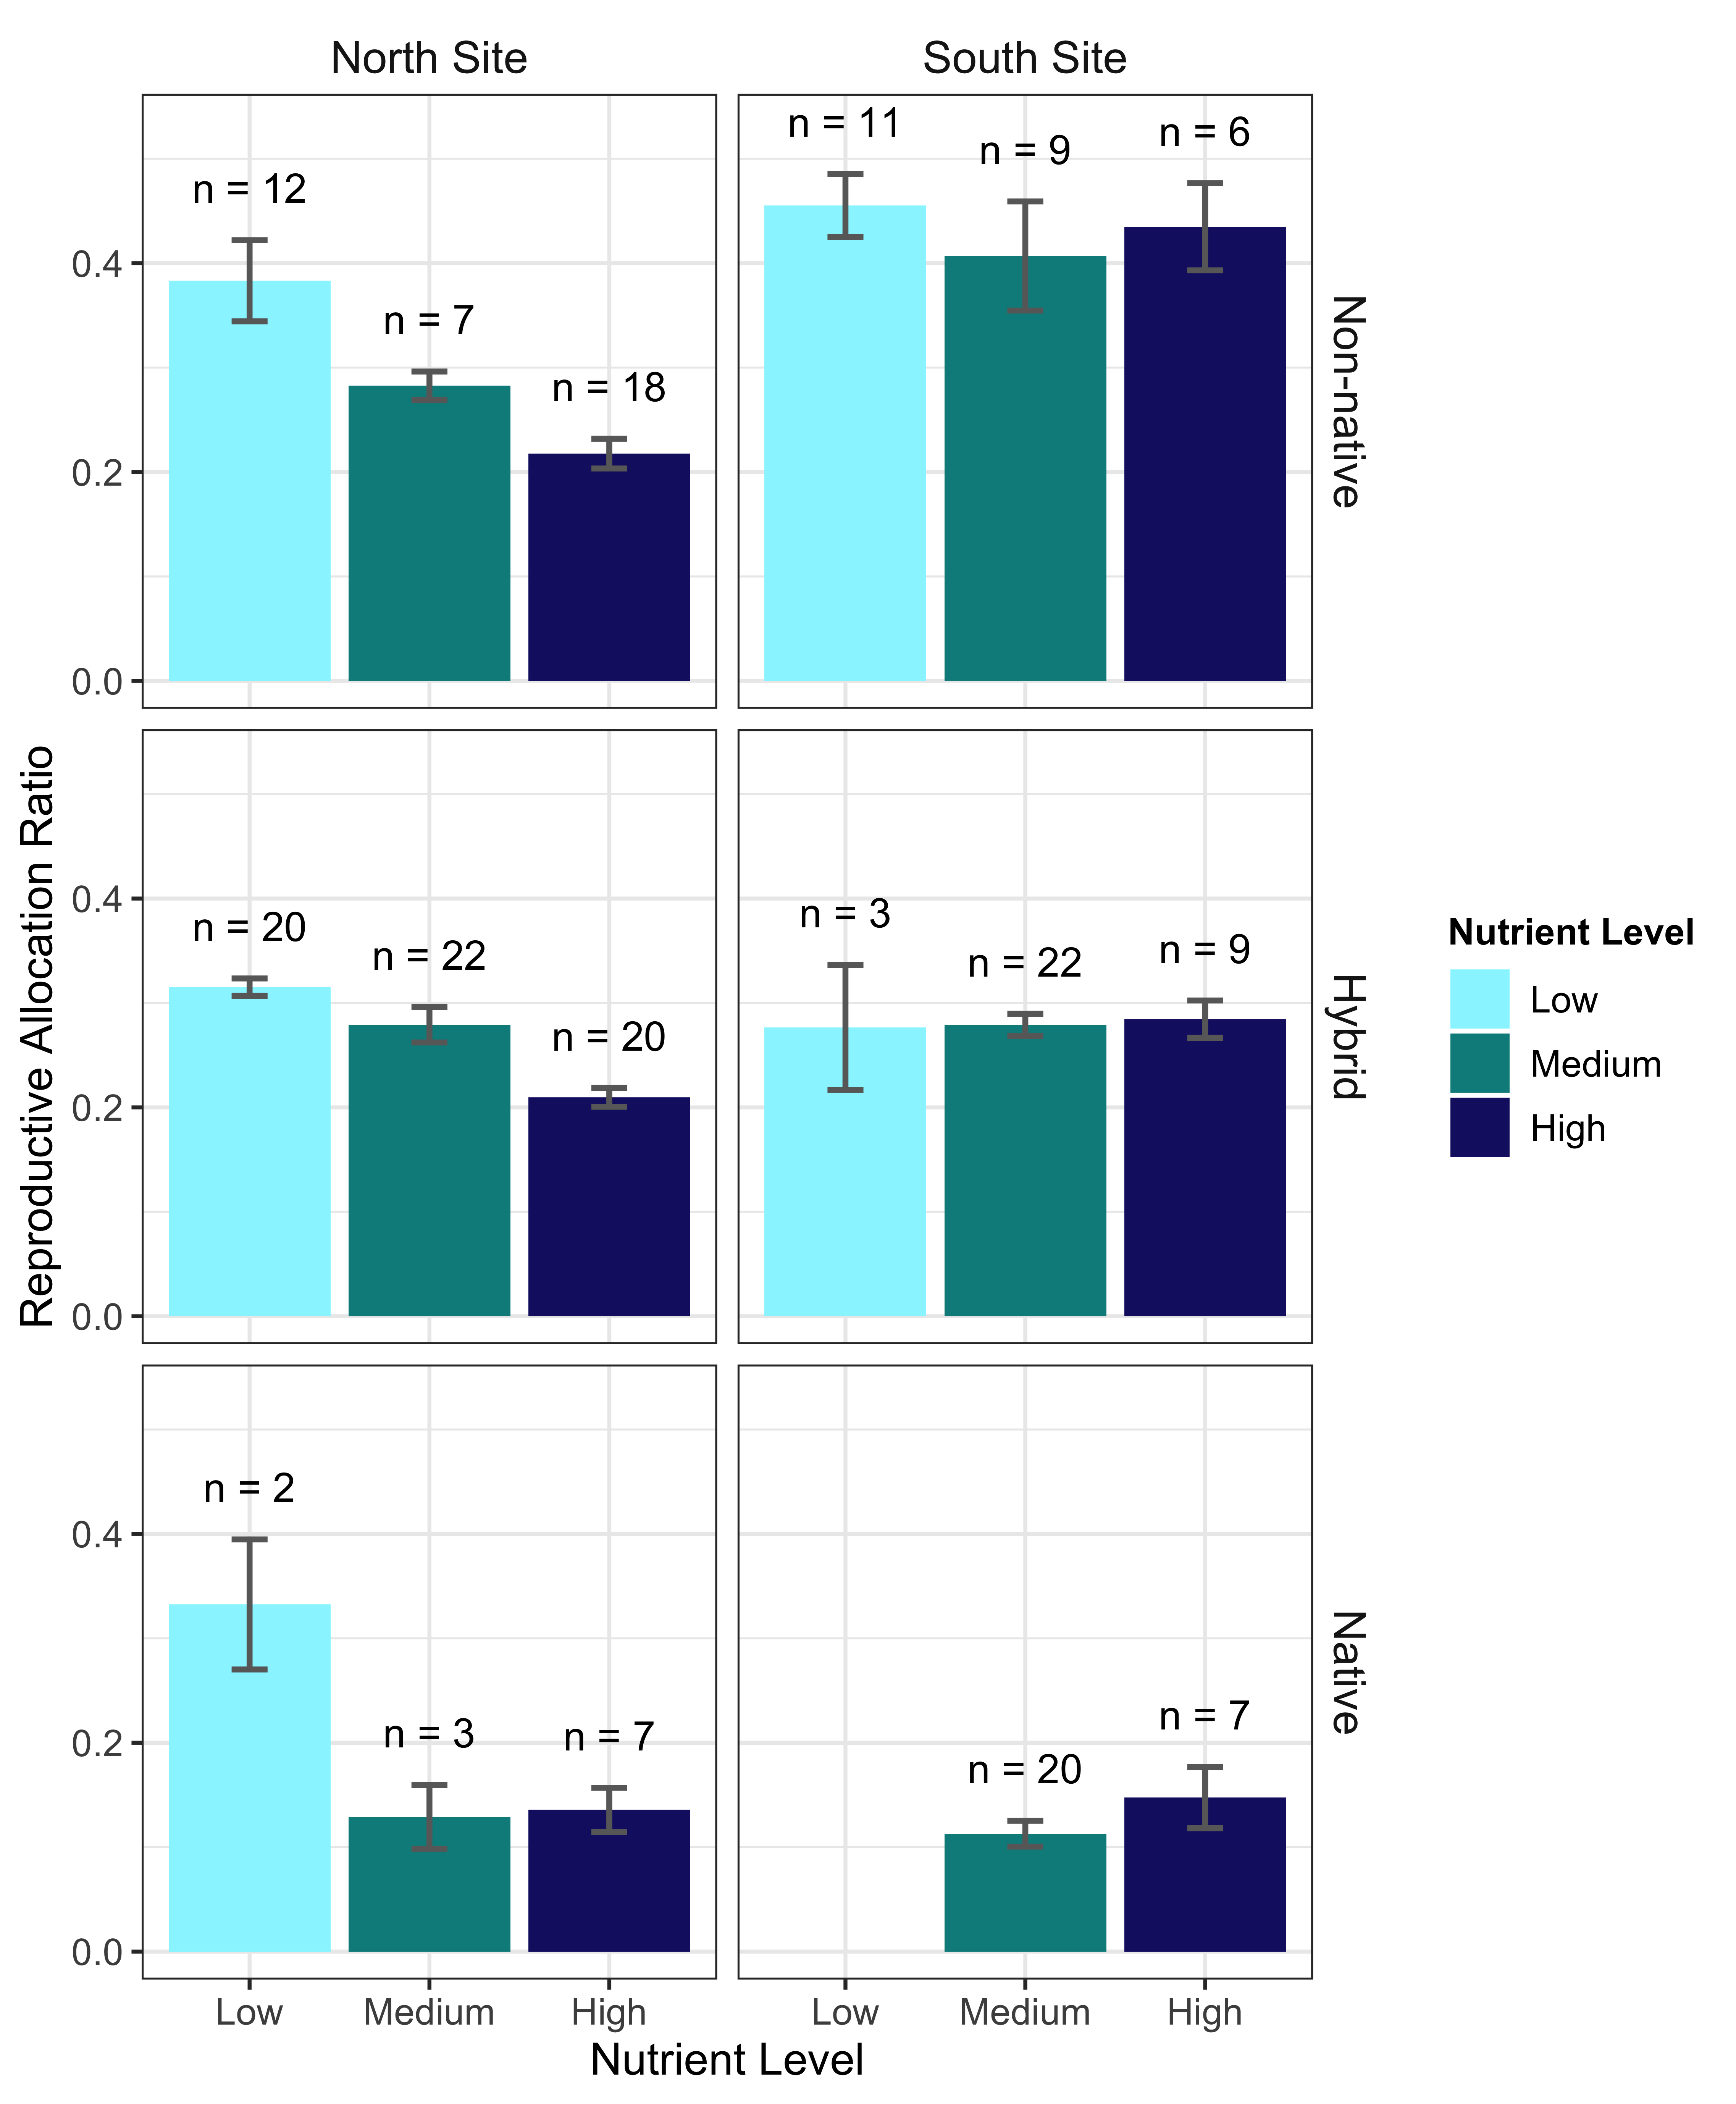 North Site
South Site
n = 12
n = 7
n = 18
n = 11
n = 9
n = 6
0.4
0.2
0.0
Non-native
n = 20
n = 22
n = 20
n = 3
n = 22
n = 9
0.4
0.2
0.0
Hybrid
Reproductive Allocation Ratio
n = 2
n = 3
n = 7
n = 20
n = 7
0.4
0.2
0.0
Native
Low Medium High
Low Medium High
Nutrient Level
Nutrient Level
Low
Medium
High